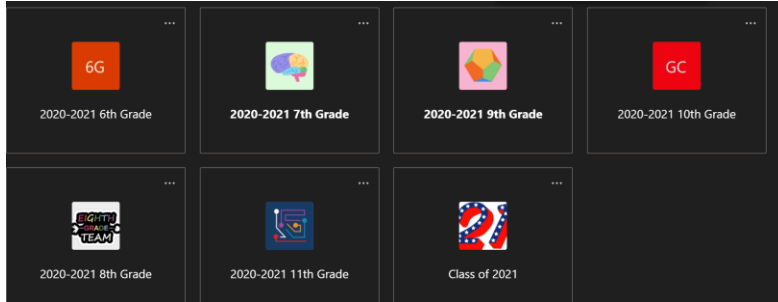 6G
GC
2020-2021 6th Grade
2020-2021 7th Grade
2020-2021 9th Grade
2020-2021 10th Grade
EIGHTH
GRADE
TEAM
21
2020-2021 8th Grade
2020-2021 11th Grade
Class of 2021